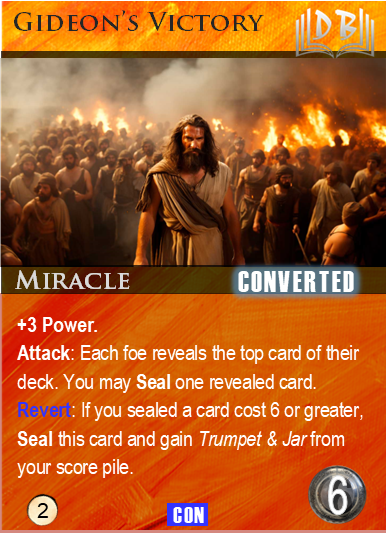 GIDEON'S VICTORY
DB
MIRACLE
CONVERTED
+3 Power.
Attack: Each foe reveals the top card of their
deck. You may Seal one revealed card.
Revert: If you sealed a card cost 6 or greater,
Seal this card and gain Trumpet & Jar from
your score pile.
2
CON
6